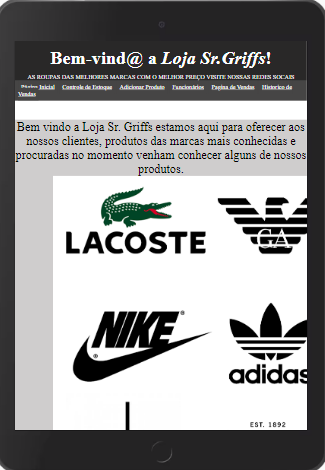 Bem-vind@ a Loja Sr.Griffs!
AS ROUPAS DAS MELHORES MARCAS COM O MELHOR PREÇO VISITE NOSSAS REDES SOCAIS
Página Inicial Controle de Estoque Adicionar Produto Funcionários Pagina de Vendas Historico de
Vendas
Bem vindo a Loja Sr. Griffs estamos aqui para oferecer aos
nossos clientes, produtos das marcas mais conhecidas e
procuradas no momento venham conhecer alguns de nossos
produtos.
LACOSTE
GA
NIKE
adidas
EST. 1892